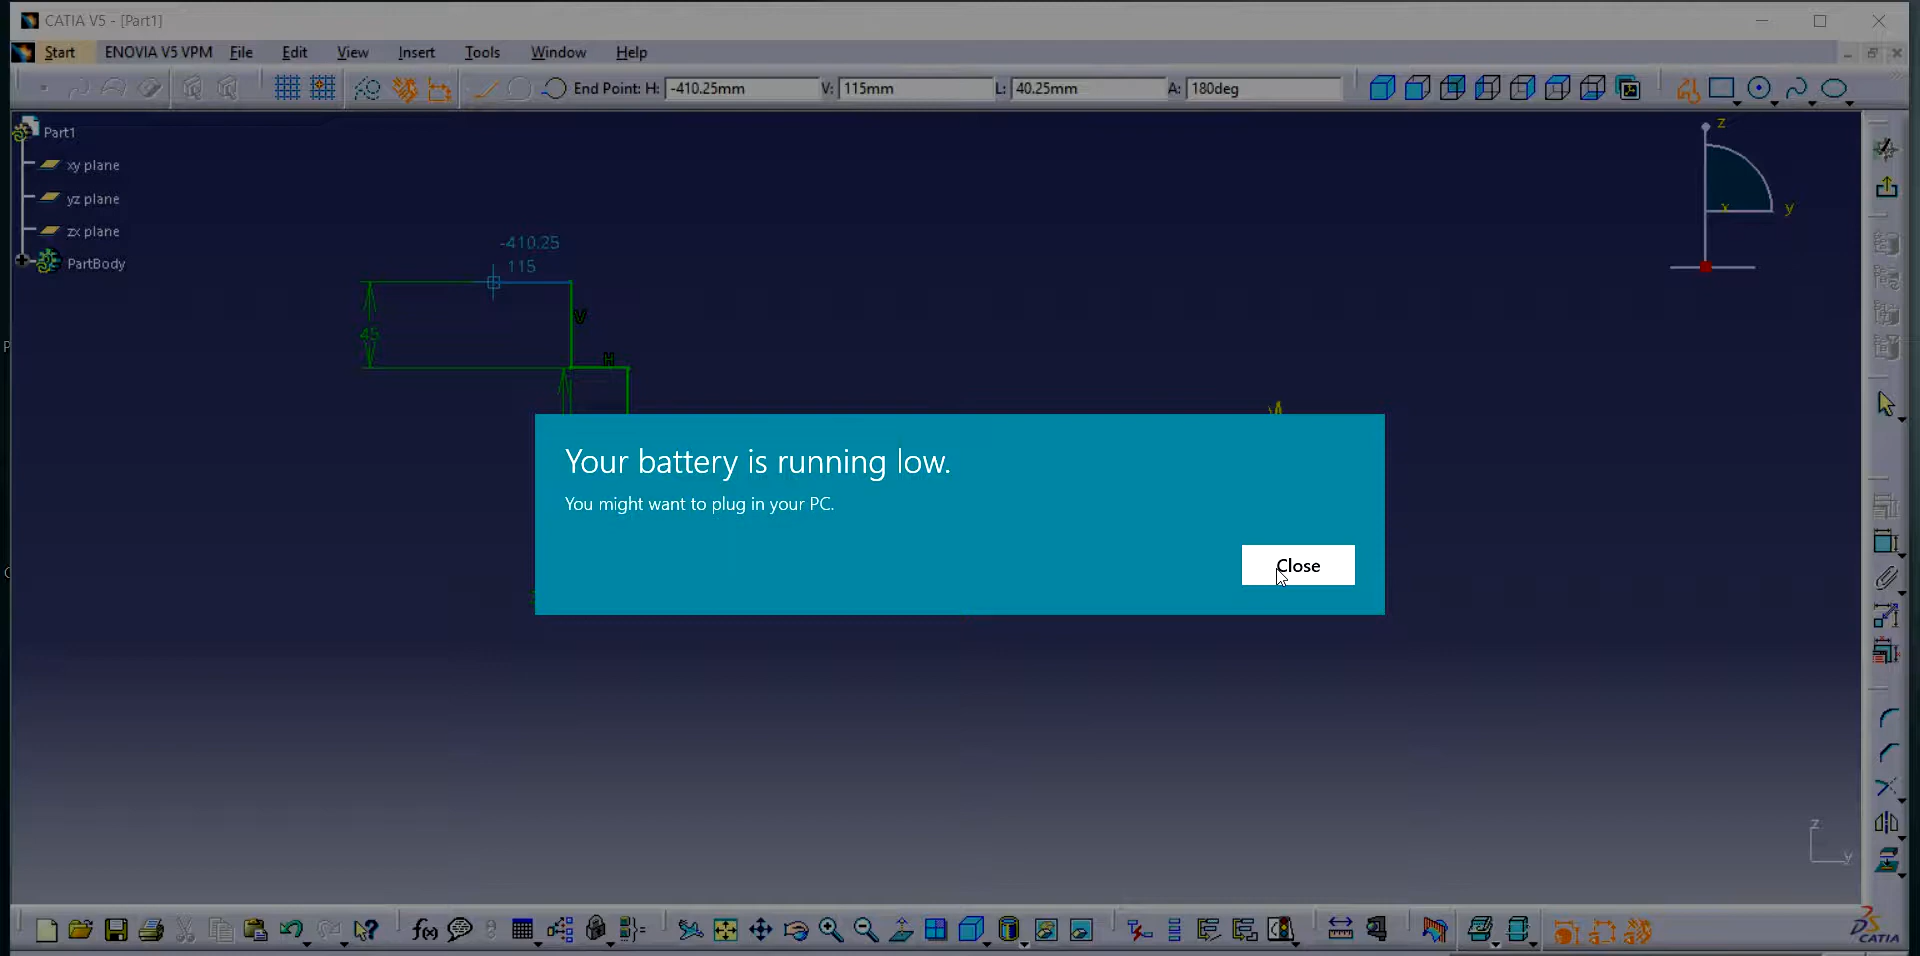 CATIA V5 - [Part1]
Start ENOVIA V5 VPM File Edit View Insert Tools Window Help
End Point: H: -410.25mm V: 115mm L: 40.25mm A: 180deg
Part1
xy plane
yz plane
zx plane
PartBody
z
x y
-410.25
115
V
45
H
Your battery is running low.
You might want to plug in your PC.
Close
z
y
f(x)
CATIA